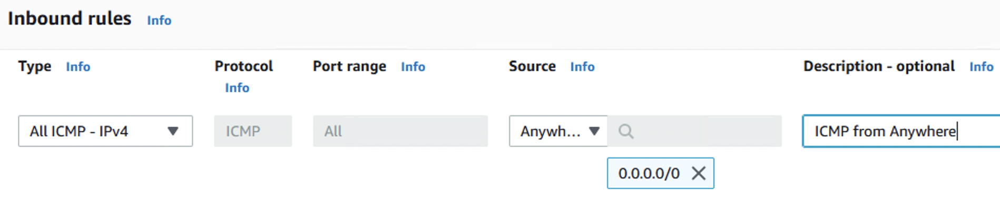 Inbound rules Info
Type Info Protocol Port range Info Source Info Description - optional Info
Info
All ICMP - IPv4 ICMP All Anywh... ICMP from Anywhere
0.0.0.0/0